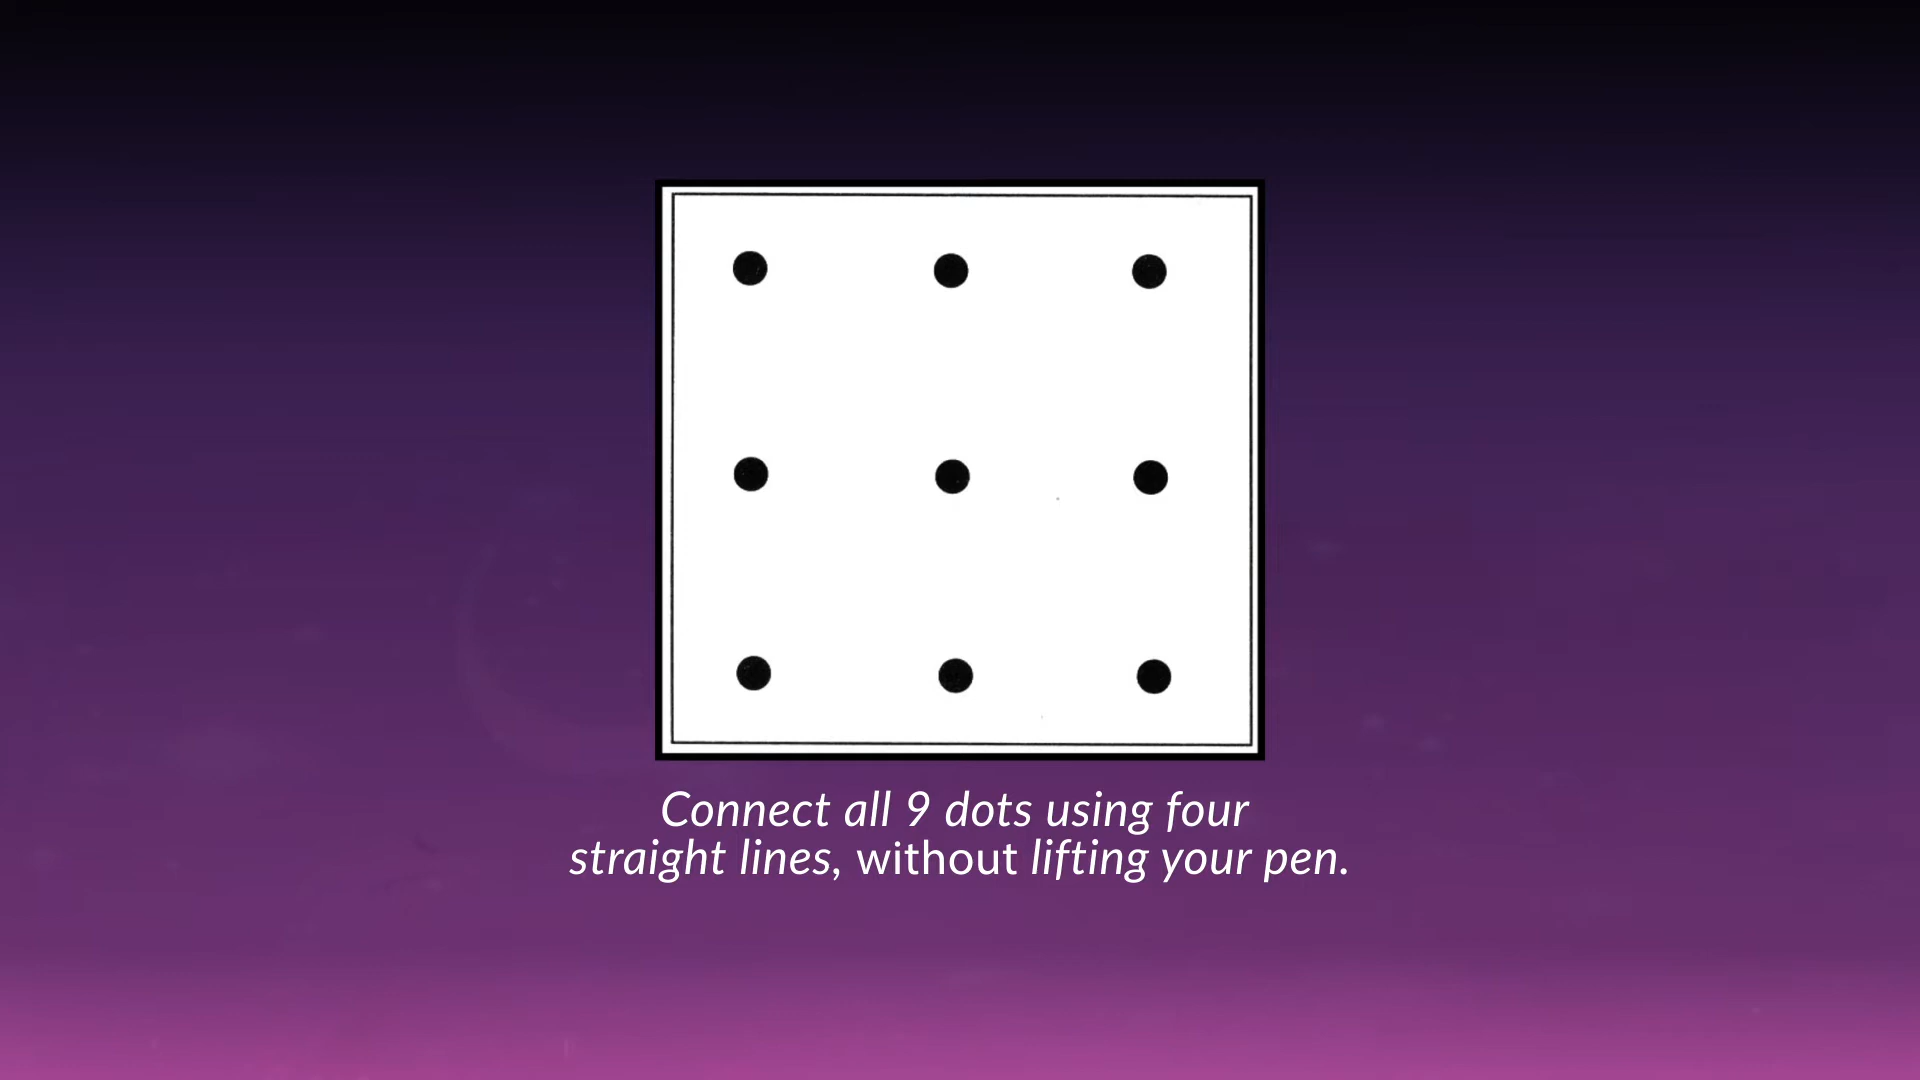 Connect all 9 dots using four
straight lines, without lifting your pen.